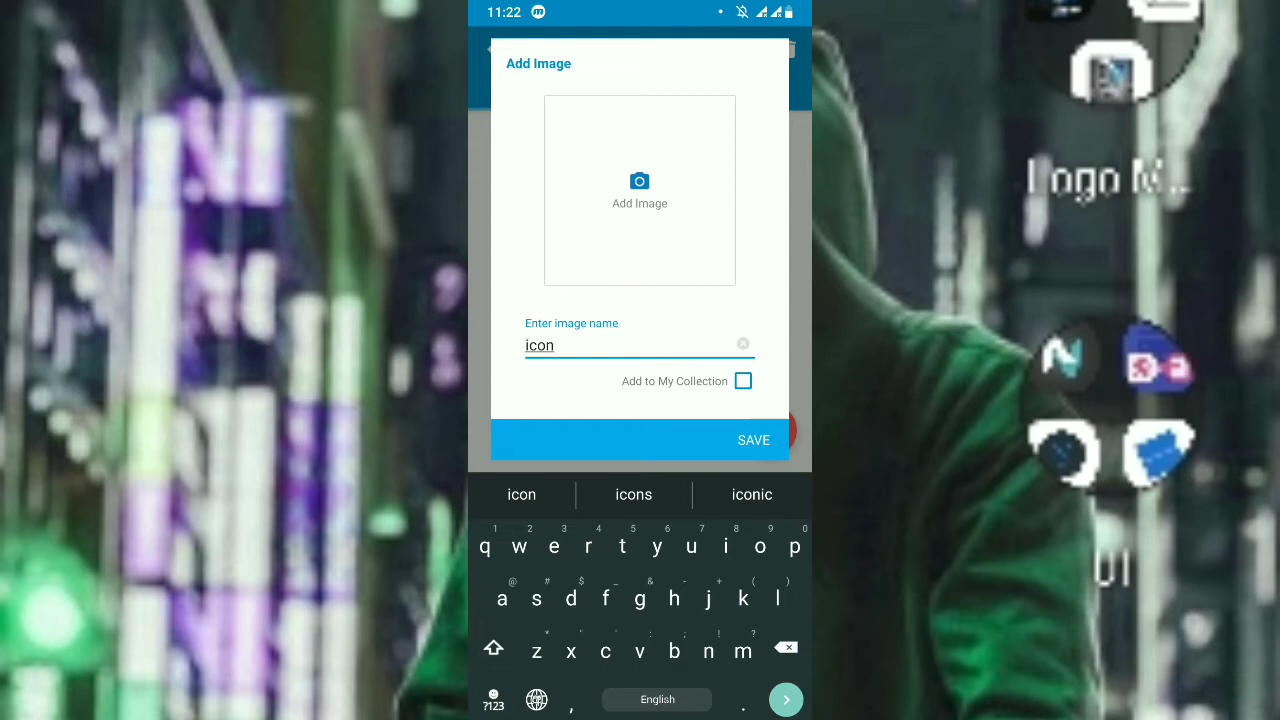 11:22
Add Image
Add Image
Enter image name
icon
Add to My Collection
SAVE
icon icons iconic
1 2 3 4 5 6 7 8 9 0
q w e r t y u i o p
@ # $ _ & - + ( )
a s d f g h j k l
* " ' : ; ! ?
z x c v b n m
?123 , English .
Logo M...
UI